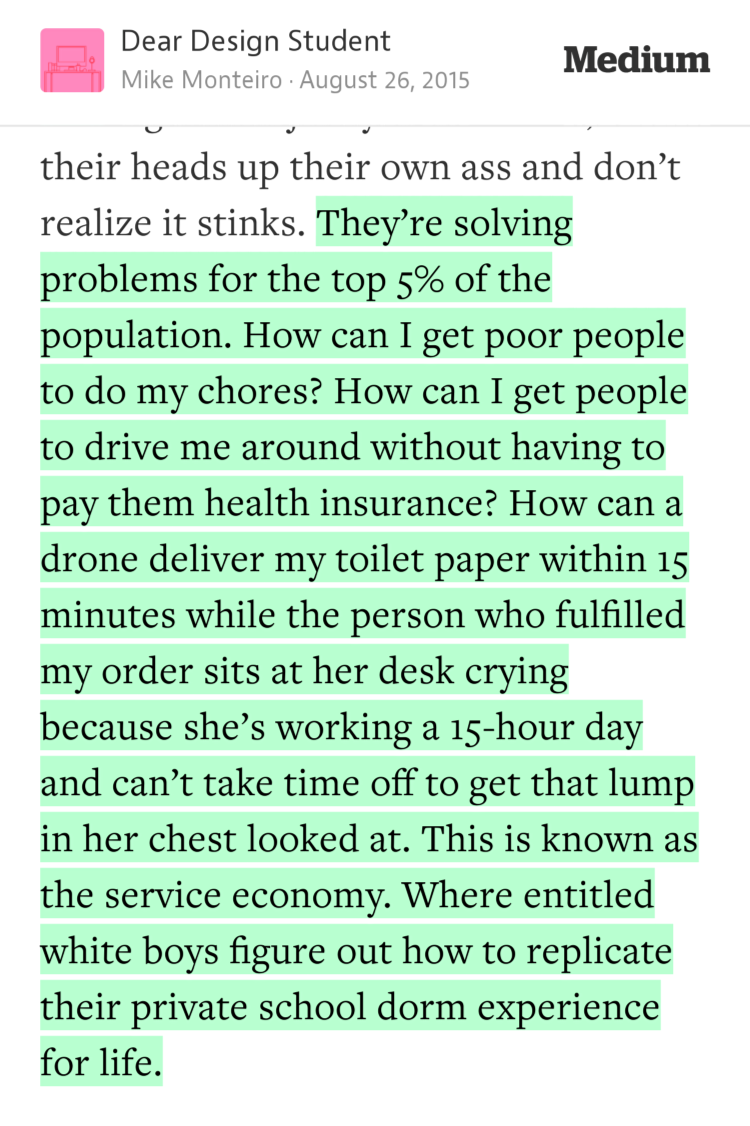 Dear Design Student
Mike Monteiro · August 26, 2015
Medium
their heads up their own ass and don’t
realize it stinks. They’re solving
problems for the top 5% of the
population. How can I get poor people
to do my chores? How can I get people
to drive me around without having to
pay them health insurance? How can a
drone deliver my toilet paper within 15
minutes while the person who fulfilled
my order sits at her desk crying
because she’s working a 15-hour day
and can’t take time off to get that lump
in her chest looked at. This is known as
the service economy. Where entitled
white boys figure out how to replicate
their private school dorm experience
for life.